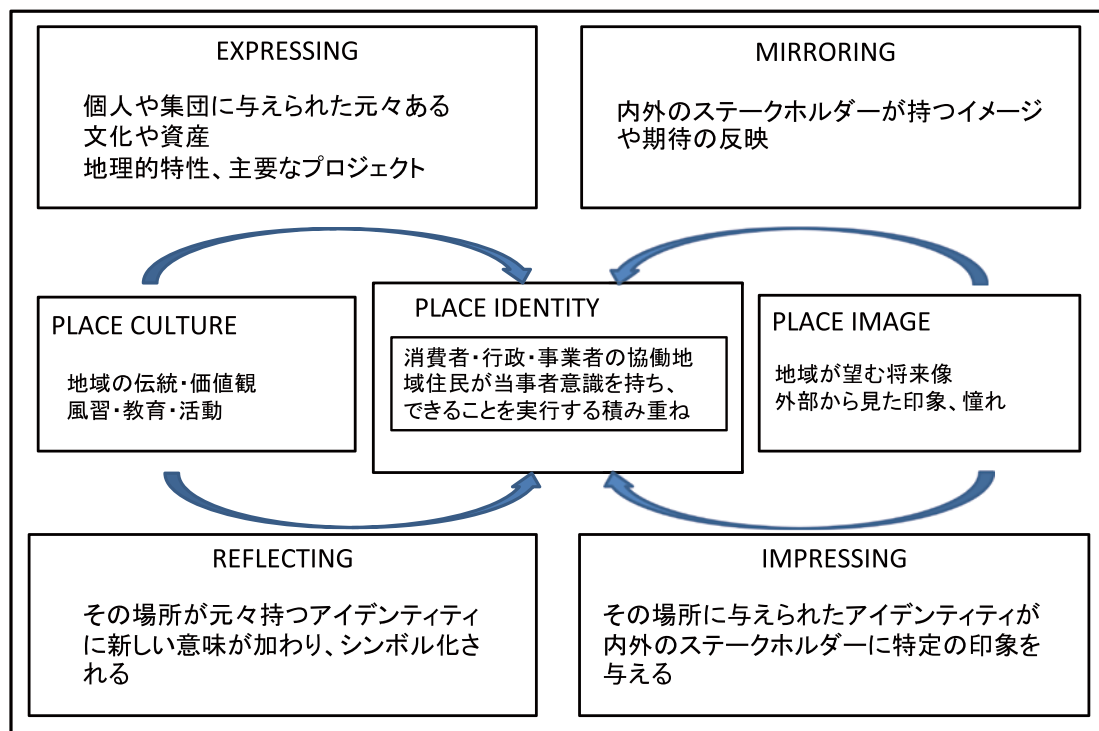 EXPRESSING
個人や集団に与えられた元々ある
文化や資産
地理的特性、主要なプロジェクト
MIRRORING
内外のステークホルダーが持つイメージ
や期待の反映
PLACE CULTURE
地域の伝統・価値観
風習・教育・活動
PLACE IDENTITY
消費者・行政・事業者の協働地
域住民が当事者意識を持ち、
できることを実行する積み重ね
PLACE IMAGE
地域が望む将来像
外部から見た印象、憧れ
REFLECTING
その場所が元々持つアイデンティティ
に新しい意味が加わり、シンボル化さ
れる
IMPRESSING
その場所に与えられたアイデンティティが
内外のステークホルダーに特定の印象を
与える